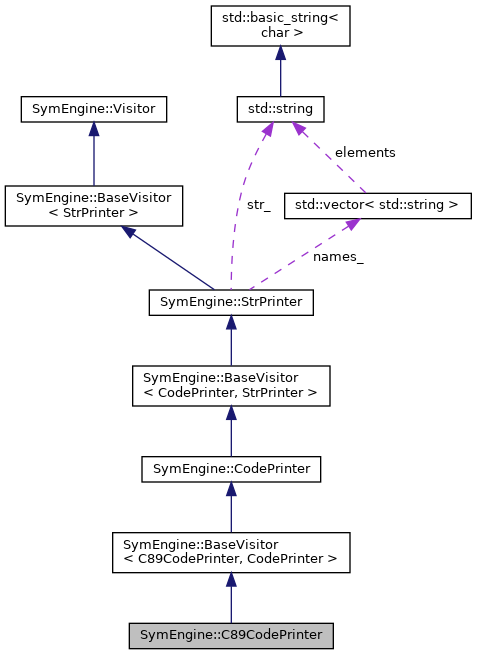 std::basic_string<
char >
SymEngine::Visitor
std::string
elements
SymEngine::BaseVisitor
< StrPrinter >
str_
std::vector< std::string >
names_
SymEngine::StrPrinter
SymEngine::BaseVisitor
< CodePrinter, StrPrinter >
SymEngine::CodePrinter
SymEngine::BaseVisitor
< C89CodePrinter, CodePrinter >
SymEngine::C89CodePrinter